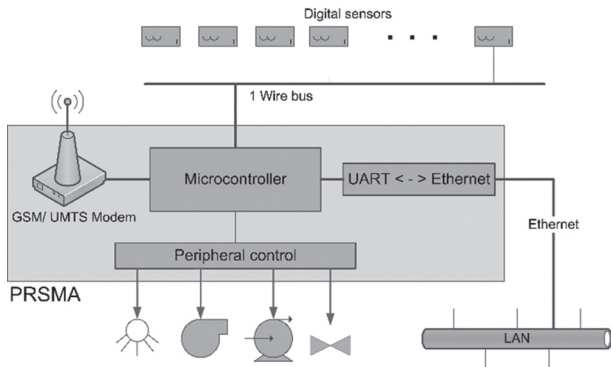 Digital sensors
1 Wire bus
Microcontroller
UART < - > Ethernet
GSM/ UMTS Modem
Ethernet
Peripheral control
PRSMA
LAN